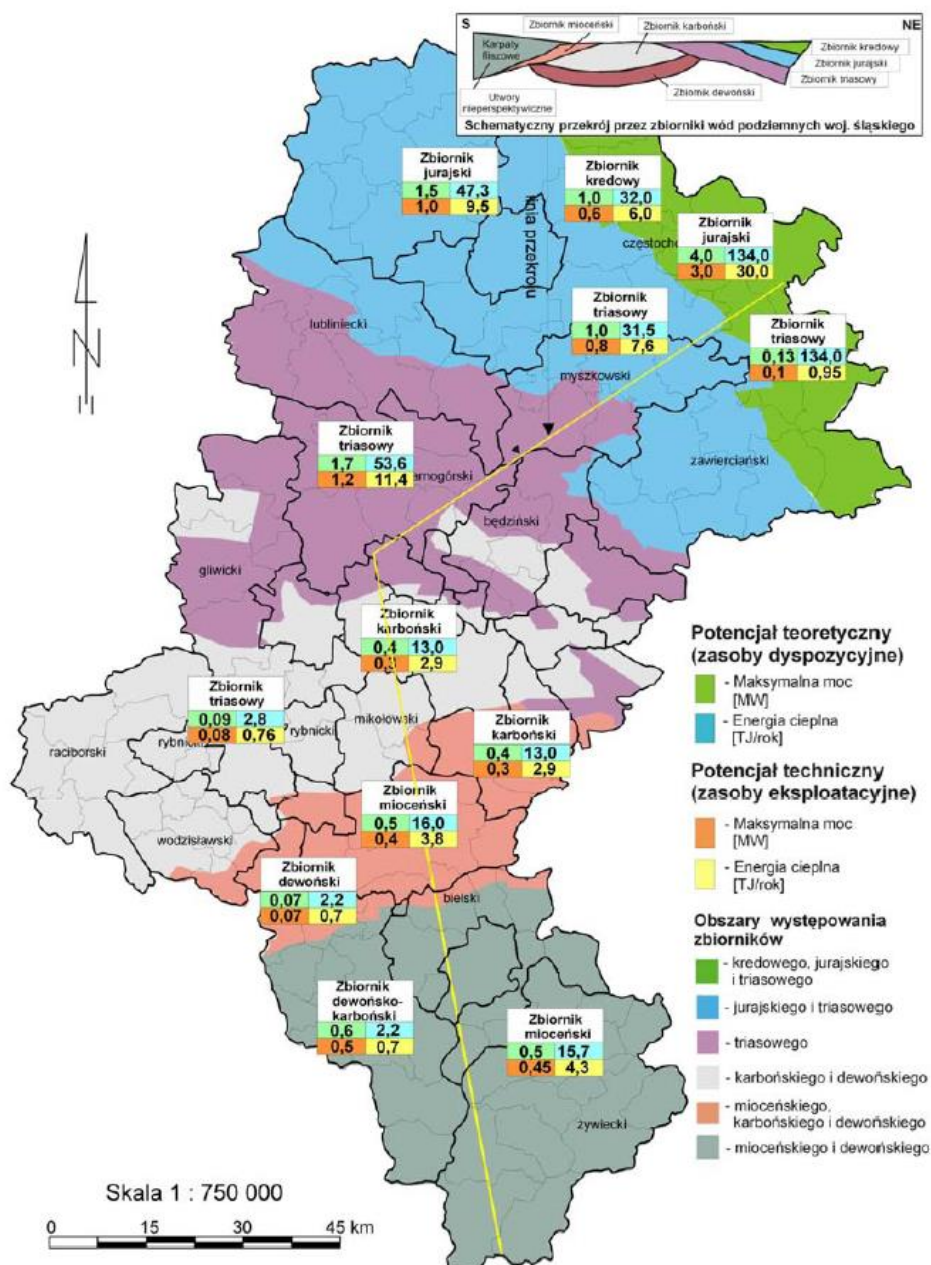 S
NE
Zbiornik mioceński
Zbiornik karboński
Karpaty
fliszowe
Zbiornik kredowy
Zbiornik jurajski
Zbiornik triasowy
Utwory
nieperspektywiczne
Zbiornik dewoński
Schematyczny przekrój przez zbiorniki wód podziemnych woj. śląskiego
Zbiornik
jurajski
1,5 47,3
1,0 9,5
linia przekroju
Zbiornik
kredowy
1,0 32,0
0,6 6,0
częstocho
Zbiornik
jurajski
4,0 134,0
3,0 30,0
N
lubliniecki
Zbiornik
triasowy
1,0 31,5
0,8 7,6
myszkowski
Zbiornik
triasowy
0,13 134,0
0,1 0,95
Zbiornik
triasowy
1,7 53,6
1,2 11,4
arnogórski
zawierciański
będziński
gliwicki
Zbiornik
karboński
0,4 13,0
0,3 2,9
Zbiornik
triasowy
0,09 2,8
0,08 0,76
raciborski
rybnicki
rybnicki
mikołowski
Zbiornik
karboński
0,4 13,0
0,3 2,9
Zbiornik
mioceński
0,5 16,0
0,4 3,8
wodzisławski
Zbiornik
dewoński
0,07 2,2
0,07 0,7
bielski
Zbiornik
dewońsko-
karboński
0,6 2,2
0,5 0,7
Zbiornik
mioceński
0,5 15,7
0,45 4,3
żywiecki
Potencjał teoretyczny
(zasoby dyspozycyjne)
- Maksymalna moc
[MW]
- Energia cieplna
[TJ/rok]
Potencjał techniczny
(zasoby eksploatacyjne)
- Maksymalna moc
[MW]
- Energia cieplna
[TJ/rok]
Obszary występowania
zbiorników
- kredowego, jurajskiego
i triasowego
- jurajskiego i triasowego
- triasowego
- karbońskiego i dewońskiego
- mioceńskiego,
karbońskiego i dewońskiego
- mioceńskiego i dewońskiego
Skala 1 : 750 000
0 15 30 45 km